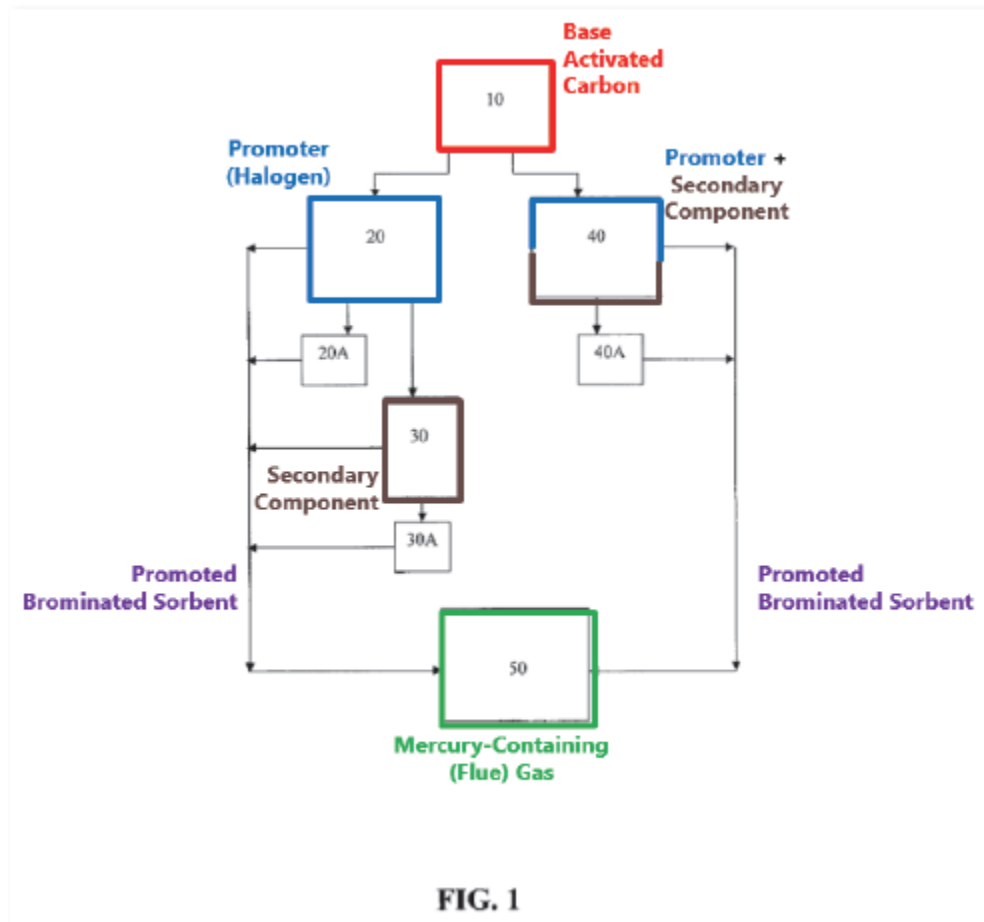 Base
Activated
Carbon
10
Promoter
(Halogen)
Promoter +
Secondary
Component
20
40
20A
40A
30
Secondary
Component
30A
Promoted
Brominated Sorbent
Promoted
Brominated Sorbent
50
Mercury-Containing
(Flue) Gas
FIG. 1